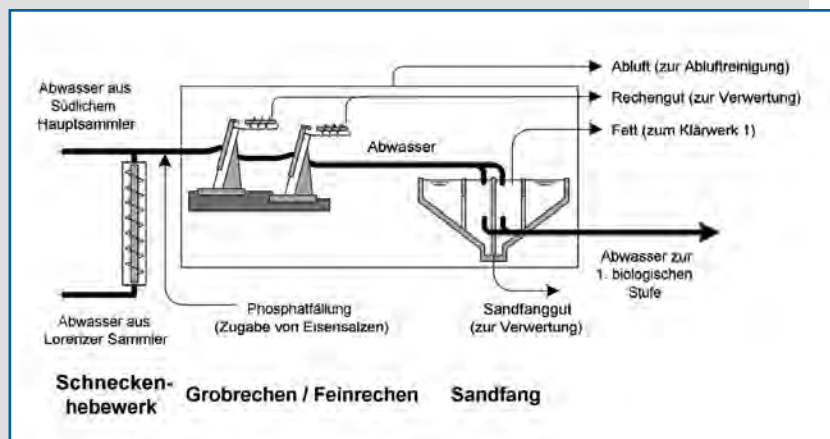 Abwasser aus
Südlichem
Hauptsammler
Abluft (zur Abluftreinigung)
Rechengut (zur Verwertung)
Fett (zum Klärwerk 1)
Abwasser
Abwasser zur
1. biologischen
Stufe
Phosphatfällung
(Zugabe von Eisensalzen)
Sandfanggut
(zur Verwertung)
Abwasser aus
Lorenzer Sammler
Schnecken-
hebewerk
Grobrechen / Feinrechen
Sandfang